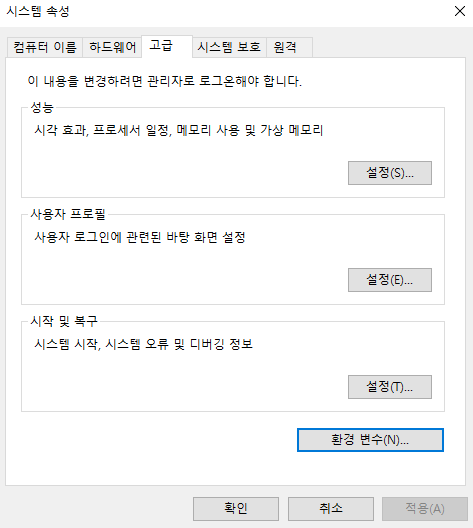 시스템 속성
컴퓨터 이름 하드웨어 고급 시스템 보호 원격
이 내용을 변경하려면 관리자로 로그온해야 합니다.
성능
시각 효과, 프로세서 일정, 메모리 사용 및 가상 메모리
설정(S)...
사용자 프로필
사용자 로그인에 관련된 바탕 화면 설정
설정(E)...
시작 및 복구
시스템 시작, 시스템 오류 및 디버깅 정보
설정(T)...
환경 변수(N)...
확인 취소 적용(A)